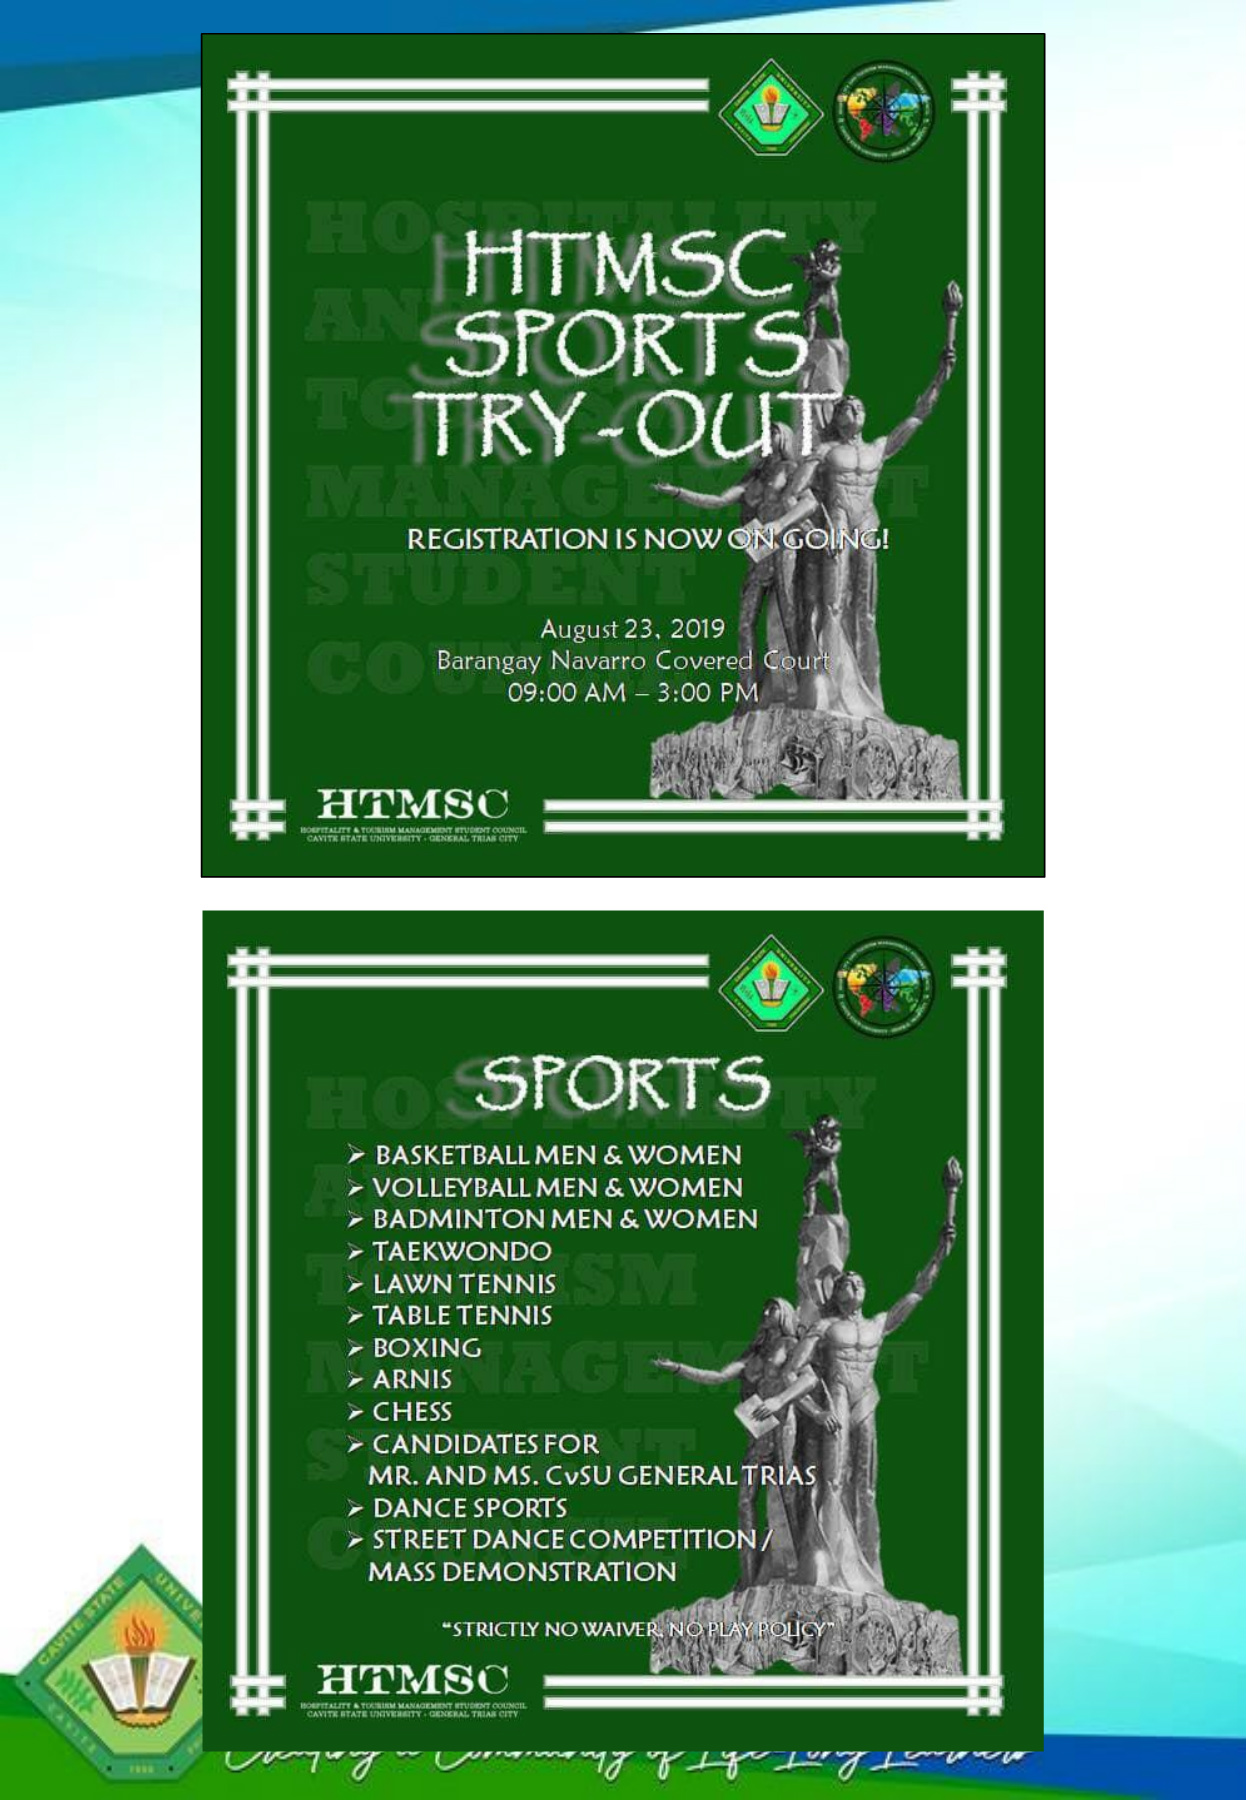 HOSPITALITY
AND
TOURISM
MANAGEMENT
STUDENT
COUNCIL
HTMSC
SPORTS
TRY-OUT
REGISTRATION IS NOW ON GOING!
August 23, 2019
Barangay Navarro Covered Court
09:00 AM – 3:00 PM
HTMSC
HOSPITALITY & TOURISM MANAGEMENT STUDENT COUNCIL
CAVITE STATE UNIVERSITY - GENERAL TRIAS CITY
HOSPITALITY
AND
TOURISM
MANAGEMENT
STUDENT
COUNCIL
SPORTS
➢ BASKETBALL MEN & WOMEN
➢ VOLLEYBALL MEN & WOMEN
➢ BADMINTON MEN & WOMEN
➢ TAEKWONDO
➢ LAWN TENNIS
➢ TABLE TENNIS
➢ BOXING
➢ ARNIS
➢ CHESS
➢ CANDIDATES FOR
MR. AND MS. CvSU GENERAL TRIAS
➢ DANCE SPORTS
➢ STREET DANCE COMPETITION /
MASS DEMONSTRATION
“STRICTLY NO WAIVER, NO PLAY POLICY”
HTMSC
HOSPITALITY & TOURISM MANAGEMENT STUDENT COUNCIL
CAVITE STATE UNIVERSITY - GENERAL TRIAS CITY
CAVITE STATE
CAVITE
1906
Creating a Community of Life-Long Learners